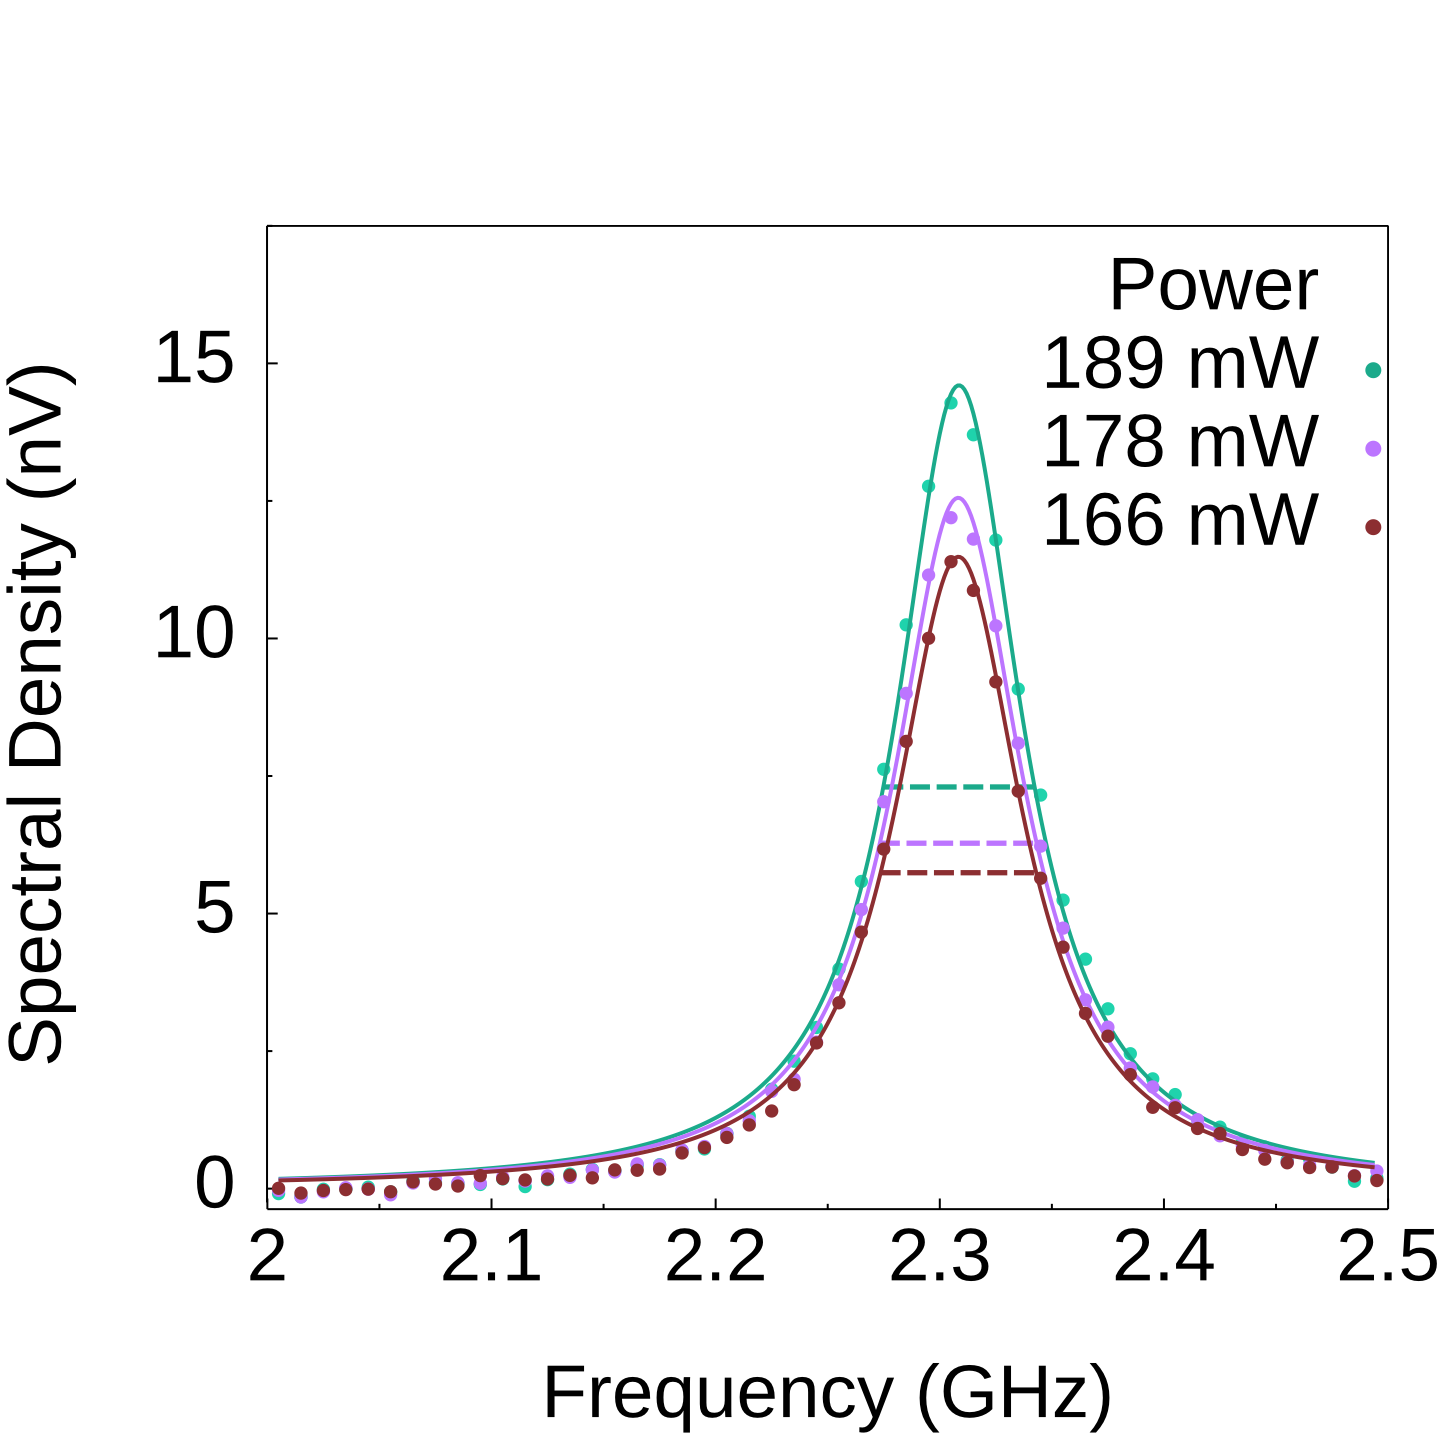 Power
189 mW
178 mW
166 mW
Spectral Density (nV)
15
10
5
0
2 2.1 2.2 2.3 2.4 2.5
Frequency (GHz)